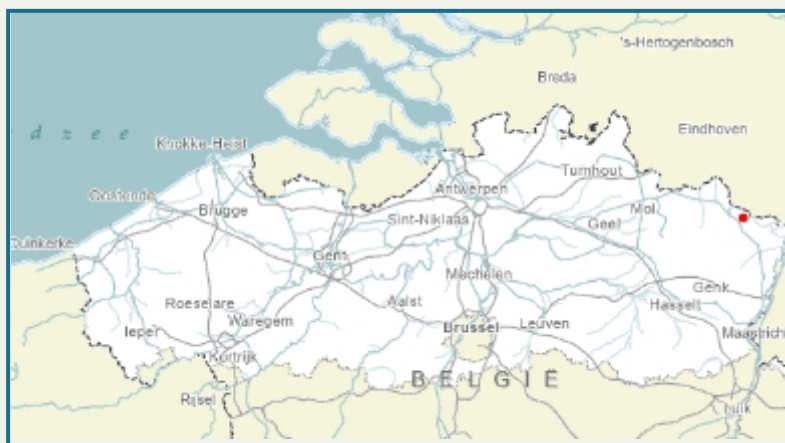 's-Hertogenbosch
Breda
Eindhoven
d z e e
Knokke-Heist
Turnhout
Antwerpen
Oostende
Brugge
Sint-Niklaas
Geel
Mol
Duinkerke
Gent
Mechelen
Genk
Roeselare
Aalst
Hasselt
Ieper
Waregem
Brussel
Leuven
Maastrich
Kortrijk
BELGIË
Rijsel
Luik